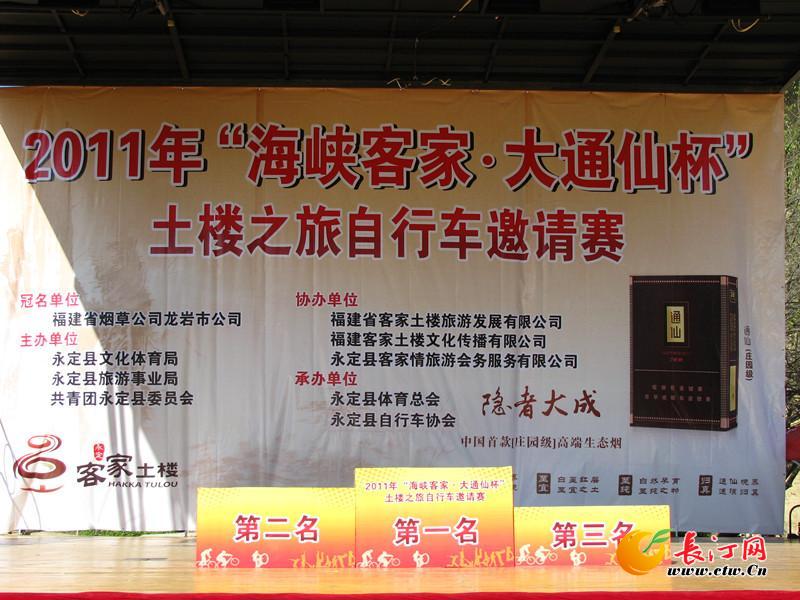 2011年“海峡客家·大通仙杯”
土楼之旅自行车邀请赛
冠名单位
福建省烟草公司龙岩市公司
主办单位
永定县文化体育局
永定县旅游事业局
共青团永定县委员会
协办单位
福建省客家土楼旅游发展有限公司
福建客家土楼文化传播有限公司
永定县客家情旅游会务服务有限公司
承办单位
永定县体育总会
永定县自行车协会
通仙
通仙(庄园级)
隐者大成
中国首款[庄园级]高端生态烟
永定
客家土楼
HAKKA TULOU
2011年“海峡客家·大通仙杯”
土楼之旅自行车邀请赛
第二名
第一名
第三名
长汀网
www.ctw.cn